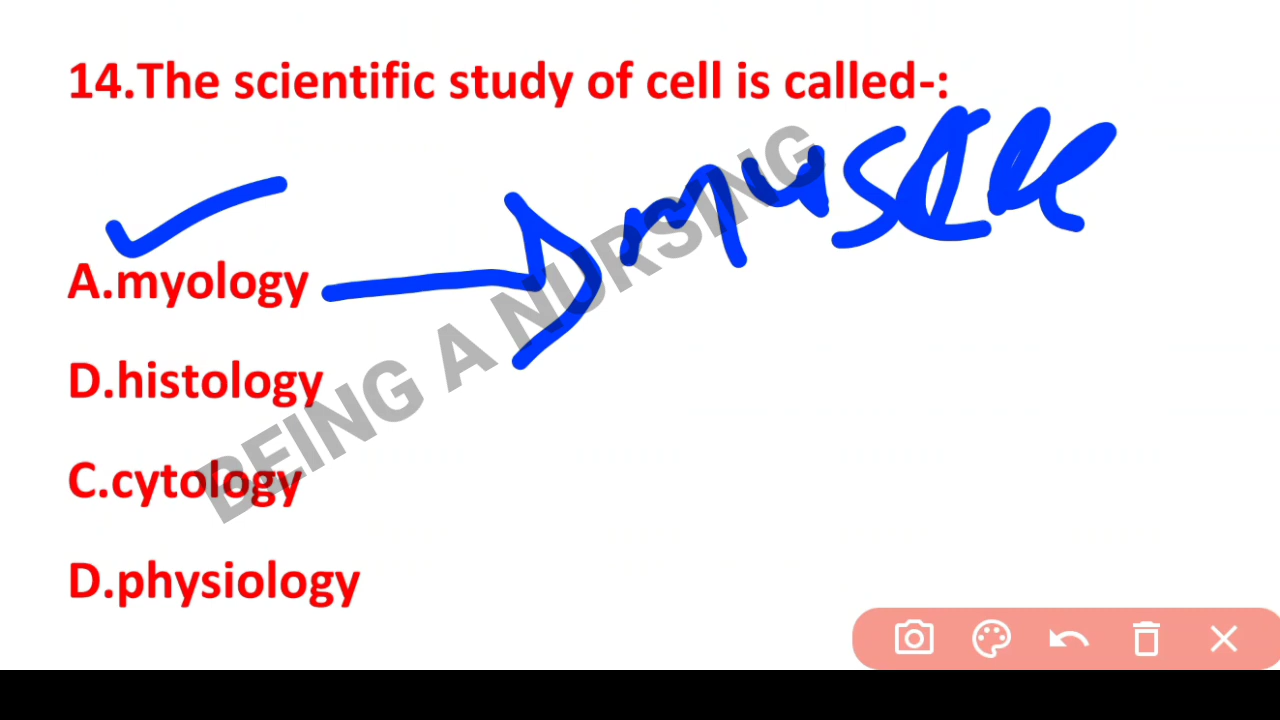 14.The scientific study of cell is called-:
muscle
A.myology
D.histology
C.cytology
D.physiology
BEING A NURSING